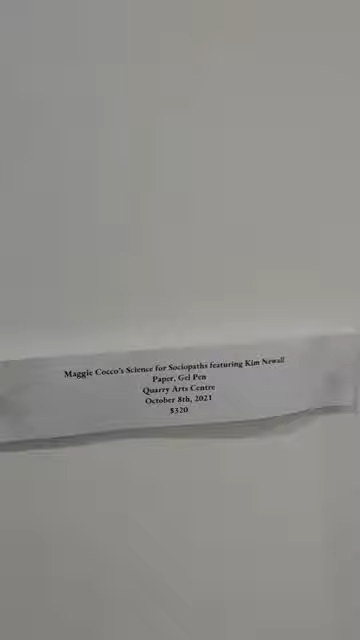 Maggie Cocco's Science for Sociopaths featuring Kim Newall
Paper, Gel Pen
Quarry Arts Centre
October 8th, 2021
$320